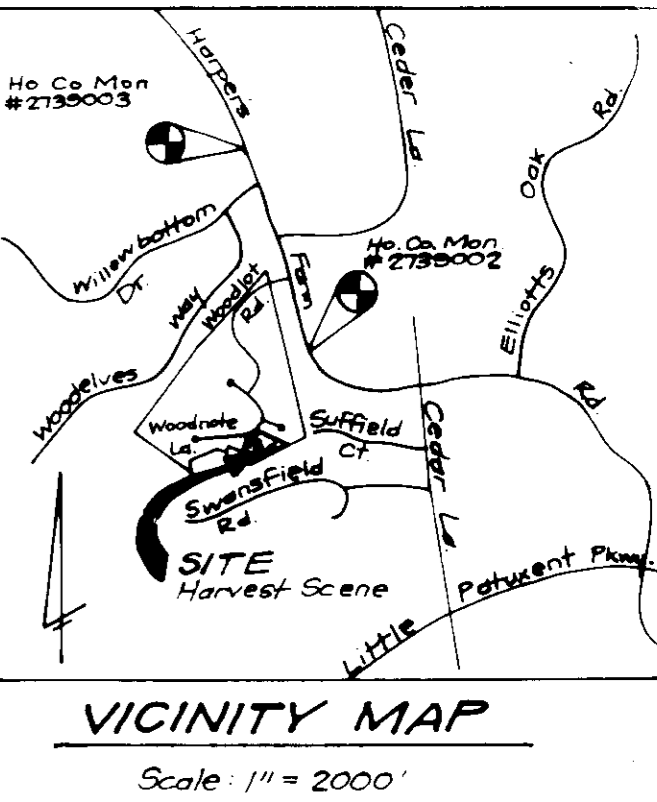 Harpers
Ceder La
Ho Co Mon
#2739003
Oak Rd.
Willowbottom
Dr.
Ho. Co. Mon
# 2739002
Farm
Way
Woodlot
Rd.
Elliotts
Woodelves
Rd
Woodnote
La.
Suffield
Ct.
Ceder La
Swansfield
Rd.
SITE
Harvest Scene
Little Patuxent Pkwy.
VICINITY MAP
Scale: 1" = 2000'